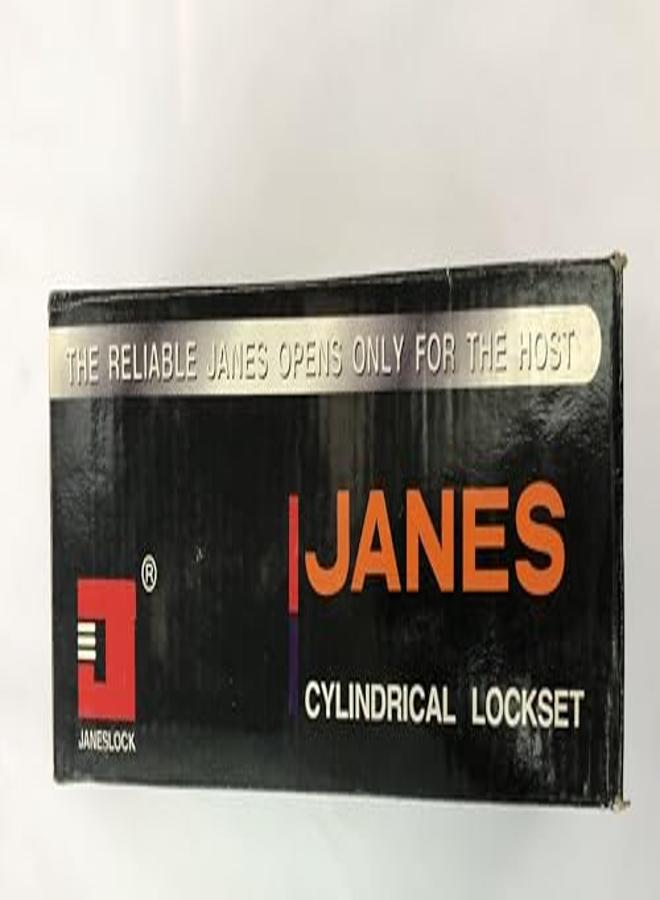 THE RELIABLE JANES OPENS ONLY FOR THE HOST
JANES
®
JANESLOCK
CYLINDRICAL LOCKSET